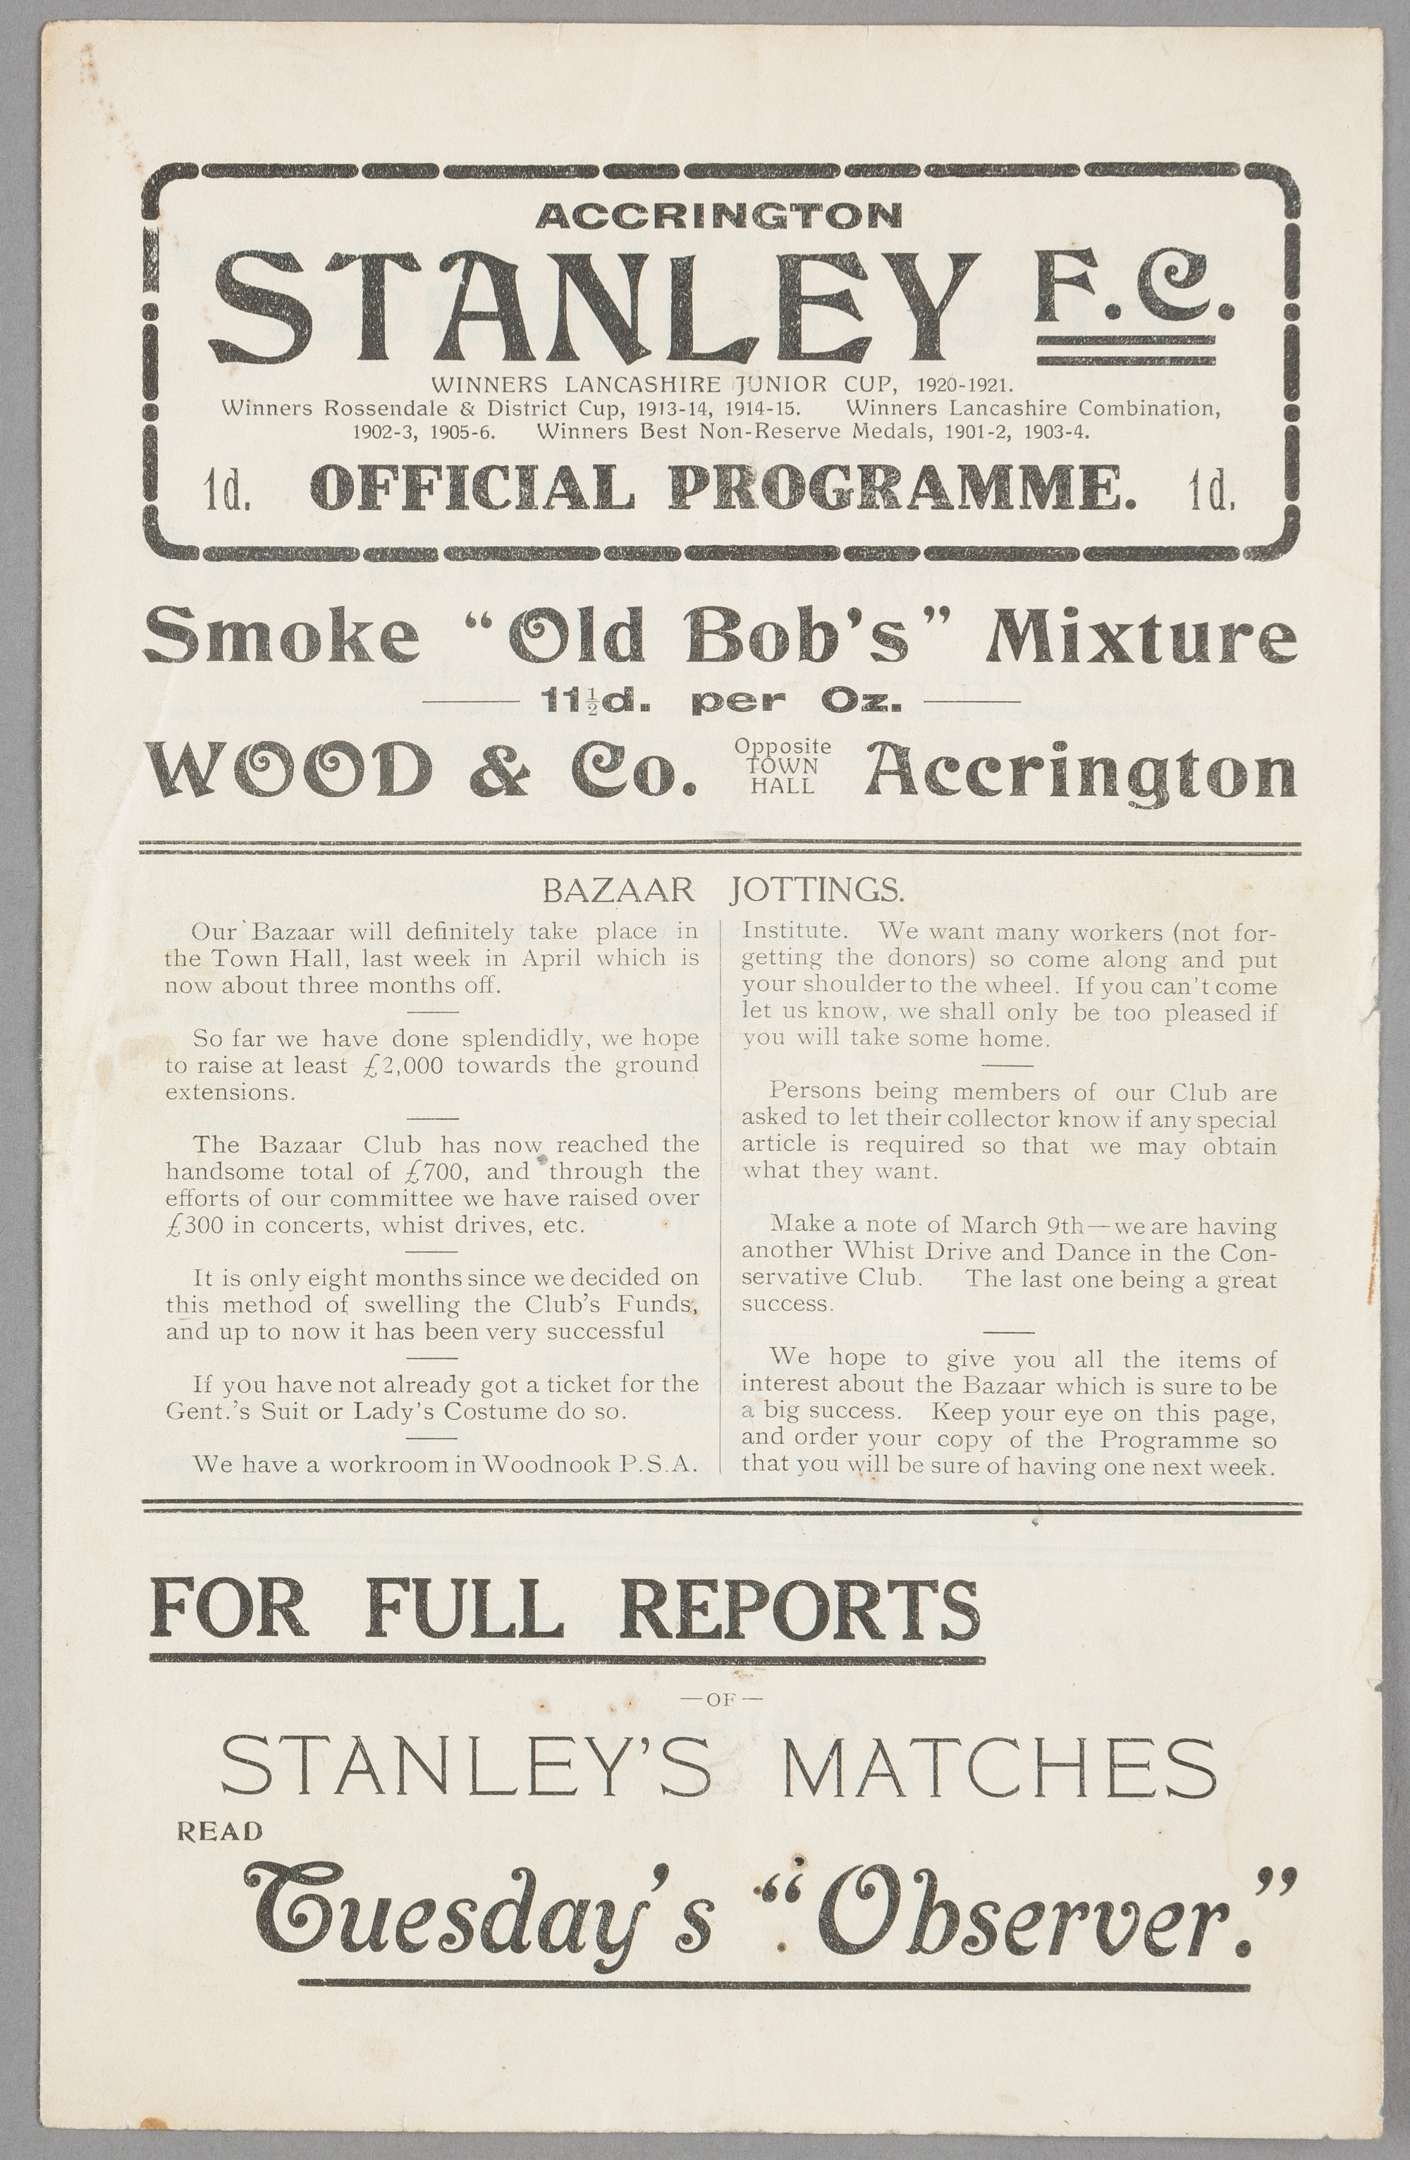 ACCRINGTON
STANLEY F.C.
WINNERS LANCASHIRE JUNIOR CUP, 1920-1921.
Winners Rossendale & District Cup, 1913-14, 1914-15. Winners Lancashire Combination,
1902-3, 1905-6. Winners Best Non-Reserve Medals, 1901-2, 1903-4.
1d. OFFICIAL PROGRAMME. 1d.
Smoke "Old Bob's" Mixture
11½d. per Oz.
WOOD & Co. Opposite TOWN HALL Accrington
BAZAAR JOTTINGS.
Our Bazaar will definitely take place in
the Town Hall, last week in April which is
now about three months off.
So far we have done splendidly, we hope
to raise at least £2,000 towards the ground
extensions.
The Bazaar Club has now reached the
handsome total of £700, and through the
efforts of our committee we have raised over
£300 in concerts, whist drives, etc.
It is only eight months since we decided on
this method of swelling the Club's Funds,
and up to now it has been very successful
If you have not already got a ticket for the
Gent.'s Suit or Lady's Costume do so.
We have a workroom in Woodnook P.S.A.
Institute. We want many workers (not for-
getting the donors) so come along and put
your shoulder to the wheel. If you can't come
let us know, we shall only be too pleased if
you will take some home.
Persons being members of our Club are
asked to let their collector know if any special
article is required so that we may obtain
what they want.
Make a note of March 9th—we are having
another Whist Drive and Dance in the Con-
servative Club. The last one being a great
success.
We hope to give you all the items of
interest about the Bazaar which is sure to be
a big success. Keep your eye on this page,
and order your copy of the Programme so
that you will be sure of having one next week.
FOR FULL REPORTS
—OF—
STANLEY'S MATCHES
READ
Tuesday's "Observer."